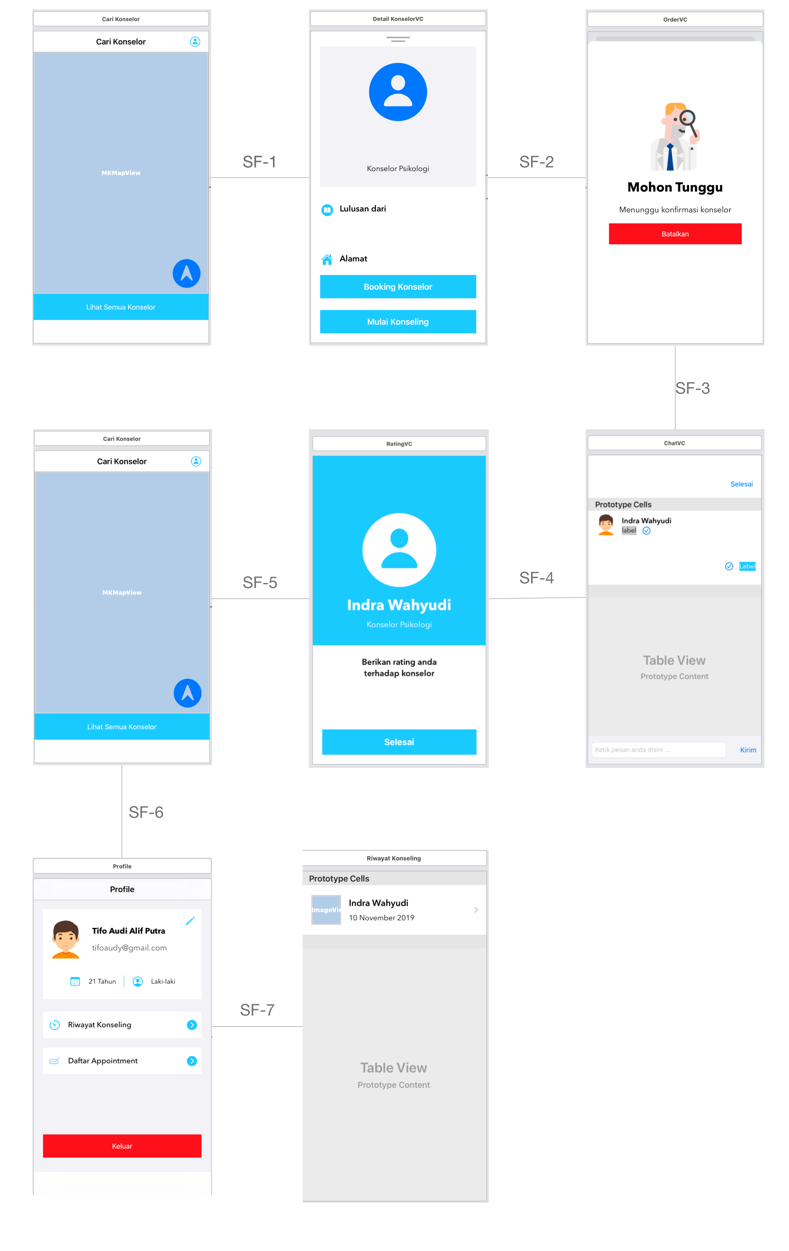 Cari Konselor
Cari Konselor
MKMapView
Lihat Semua Konselor
SF-1
Detail KonselorVC
Konselor Psikologi
Lulusan dari
Alamat
Booking Konselor
Mulai Konseling
SF-2
OrderVC
Mohon Tunggu
Menunggu konfirmasi konselor
Batalkan
SF-3
Cari Konselor
Cari Konselor
MKMapView
Lihat Semua Konselor
SF-5
RatingVC
Indra Wahyudi
Konselor Psikologi
Berikan rating anda
terhadap konselor
Selesai
SF-4
ChatVC
Selesai
Prototype Cells
Indra Wahyudi
label
Label
Table View
Prototype Content
Ketik pesan anda disini ...
Kirim
SF-6
Profile
Profile
Tifo Audi Alif Putra
tifoaudy@gmail.com
21 Tahun
Laki-laki
Riwayat Konseling
Daftar Appointment
Keluar
SF-7
Riwayat Konseling
Prototype Cells
ImageVi
Indra Wahyudi
10 November 2019
Table View
Prototype Content